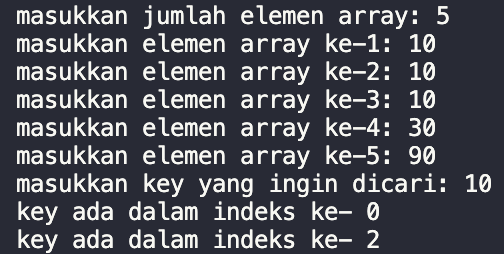 masukkan jumlah elemen array: 5
masukkan elemen array ke-1: 10
masukkan elemen array ke-2: 10
masukkan elemen array ke-3: 10
masukkan elemen array ke-4: 30
masukkan elemen array ke-5: 90
masukkan key yang ingin dicari: 10
key ada dalam indeks ke- 0
key ada dalam indeks ke- 2